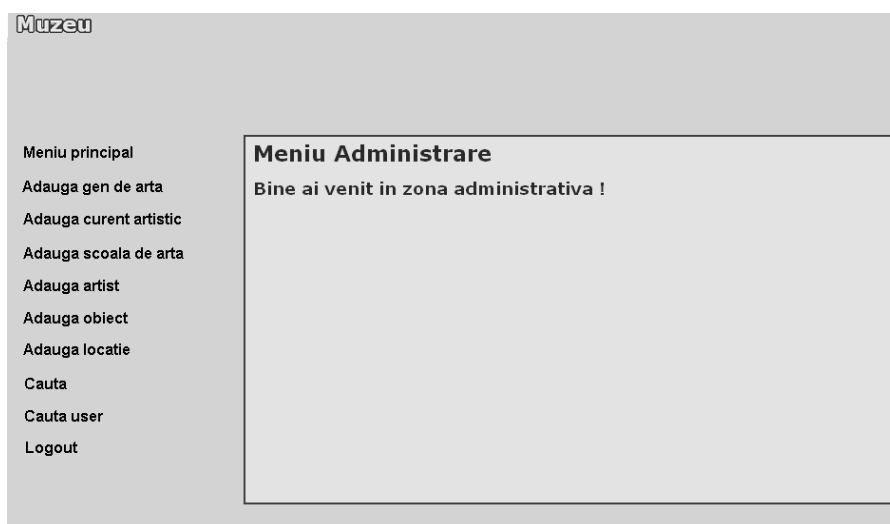 Muzeu
Meniu principal
Adauga gen de arta
Adauga curent artistic
Adauga scoala de arta
Adauga artist
Adauga obiect
Adauga locatie
Cauta
Cauta user
Logout
Meniu Administrare
Bine ai venit in zona administrativa !